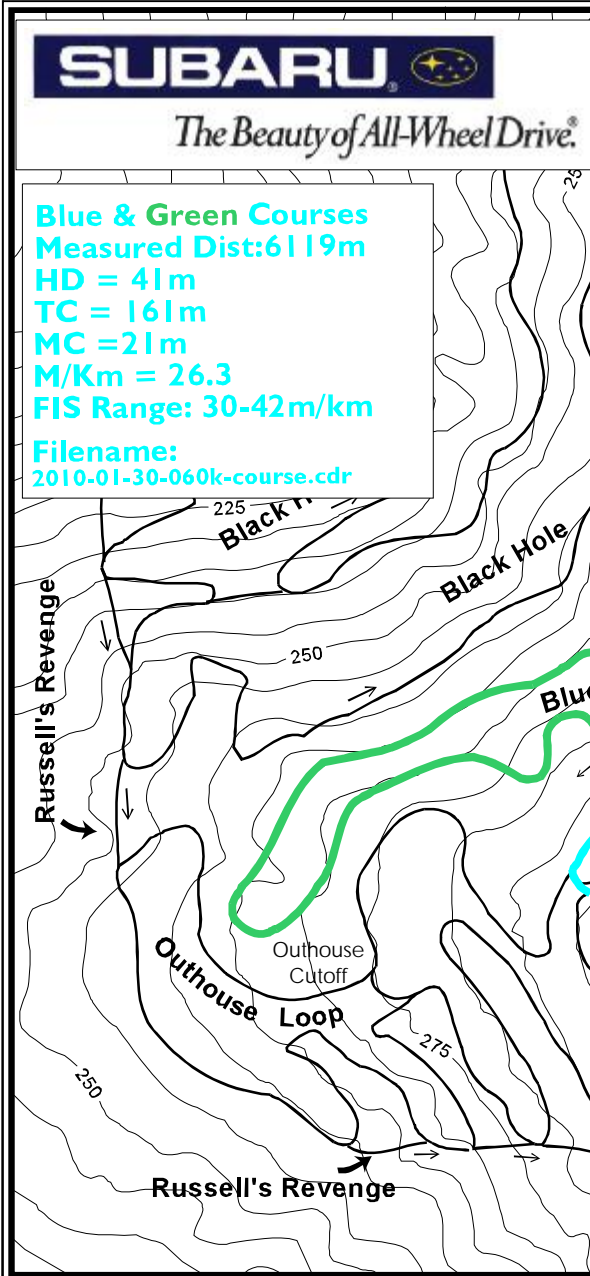 SUBARU®
The Beauty of All-Wheel Drive®
Blue & Green Courses
Measured Dist:6119m
HD = 41m
TC = 161m
MC =21m
M/Km = 26.3
FIS Range: 30-42m/km
Filename:
2010-01-30-060k-course.cdr
225
Black
Black Hole
250
Russell's Revenge
Outhouse
Cutoff
Outhouse Loop
275
250
Russell's Revenge